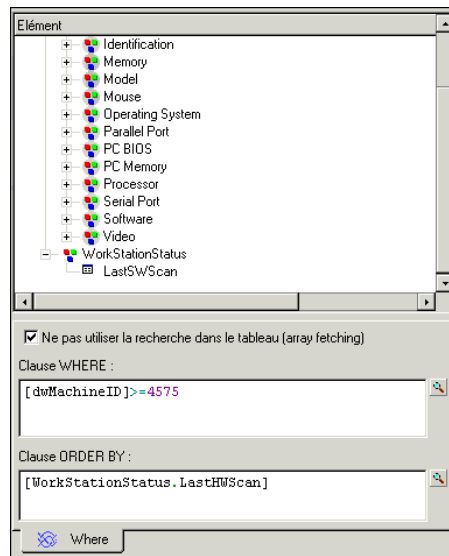 Elément
Identification
Memory
Model
Mouse
Operating System
Parallel Port
PC BIOS
PC Memory
Processor
Serial Port
Software
Video
WorkStationStatus
LastSWScan
Ne pas utiliser la recherche dans le tableau (array fetching)
Clause WHERE :
[dwMachineID]>=4575
Clause ORDER BY :
[WorkStationStatus.LastHWScan]
Where